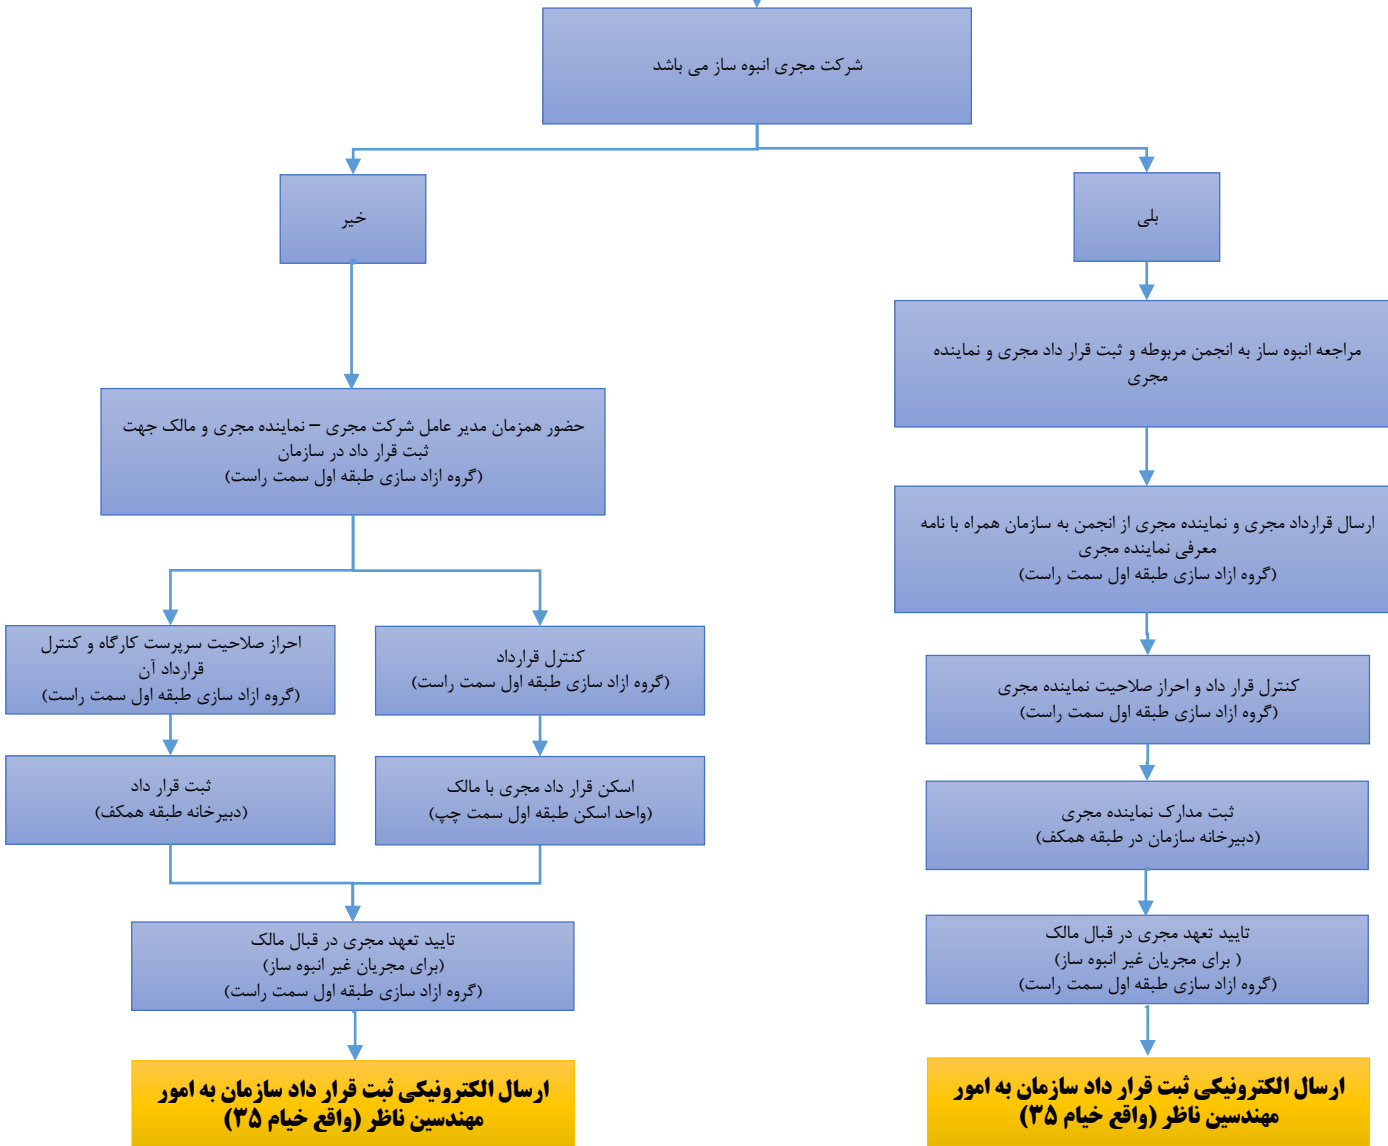 شرکت مجری انبوه ساز می باشد
بلی
خیر
مراجعه انبوه ساز به انجمن مربوطه و ثبت قرار داد مجری و نماینده
مجری
حضور همزمان مدیر عامل شرکت مجری – نماینده مجری و مالک جهت
ثبت قرار داد در سازمان
(گروه ازاد سازی طبقه اول سمت راست)
ارسال قرارداد مجری و نماینده مجری از انجمن به سازمان همراه با نامه
معرفی نماینده مجری
(گروه ازاد سازی طبقه اول سمت راست)
کنترل قرارداد
(گروه ازاد سازی طبقه اول سمت راست)
احراز صلاحیت سرپرست کارگاه و کنترل
قرارداد آن
(گروه ازاد سازی طبقه اول سمت راست)
کنترل قرار داد و احراز صلاحیت نماینده مجری
(گروه ازاد سازی طبقه اول سمت راست)
اسکن قرار داد مجری با مالک
(واحد اسکن طبقه اول سمت چپ)
ثبت قرار داد
(دبیرخانه طبقه همکف)
ثبت مدارک نماینده مجری
(دبیرخانه سازمان در طبقه همکف)
تایید تعهد مجری در قبال مالک
( برای مجریان غیر انبوه ساز)
(گروه ازاد سازی طبقه اول سمت راست)
تایید تعهد مجری در قبال مالک
(برای مجریان غیر انبوه ساز)
(گروه ازاد سازی طبقه اول سمت راست)
ارسال الکترونیکی ثبت قرار داد سازمان به امور
مهندسین ناظر (واقع خیام ۳۵)
ارسال الکترونیکی ثبت قرار داد سازمان به امور
مهندسین ناظر (واقع خیام ۳۵)